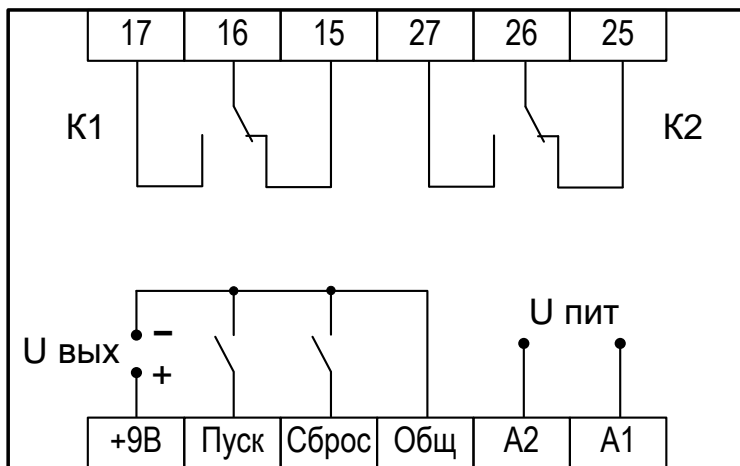 17 16 15 27 26 25
К1 К2
U пит
–
U вых
+
+9В Пуск Сброс Общ А2 А1